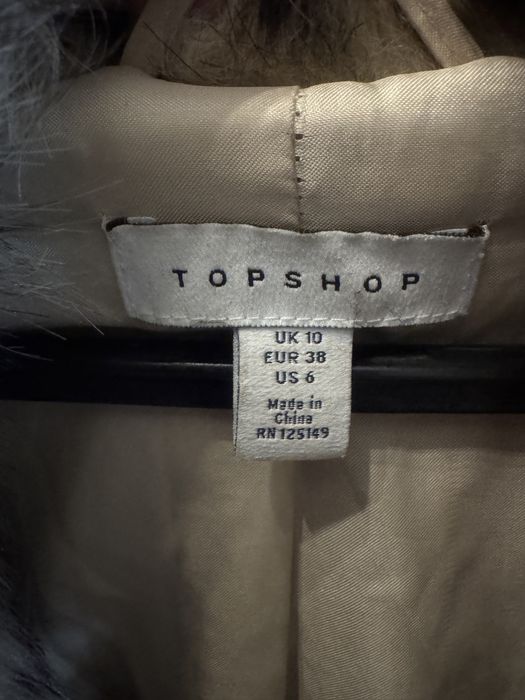 TOPSHOP
UK 10
EUR 38
US 6
Made in
China
RN 125149